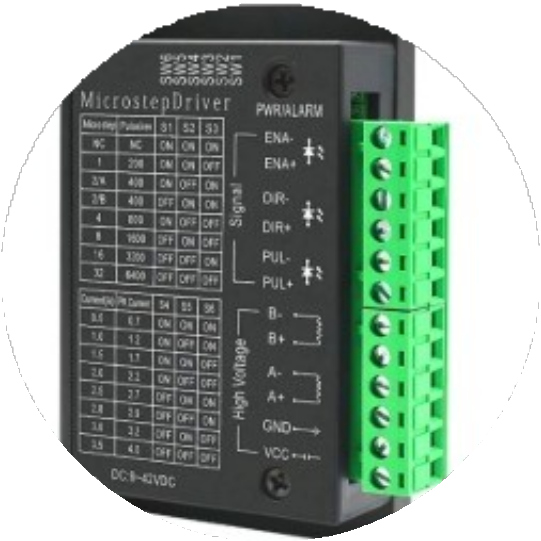 SW6
SW5
SW4
SW3
SW2
SW1
MicrostepDriver
PWR/ALARM
Microstep Pulse/rev S1 S2 S3
NC NC ON ON ON
1 200 ON ON OFF
2/A 400 ON OFF ON
2/B 400 OFF ON ON
4 800 ON OFF OFF
8 1600 OFF ON OFF
16 3200 OFF OFF ON
32 6400 OFF OFF OFF
Current(A) PK Current S4 S5 S6
0.5 0.7 ON ON ON
1.0 1.2 ON OFF ON
1.5 1.7 ON ON OFF
2.0 2.2 ON OFF OFF
2.5 2.7 OFF ON ON
2.8 2.9 OFF OFF ON
3.0 3.2 OFF ON OFF
3.5 4.0 OFF OFF OFF
DC:9-42VDC
Signal
ENA-
ENA+
DIR-
DIR+
PUL-
PUL+
High Voltage
B-
B+
A-
A+
GND
VCC